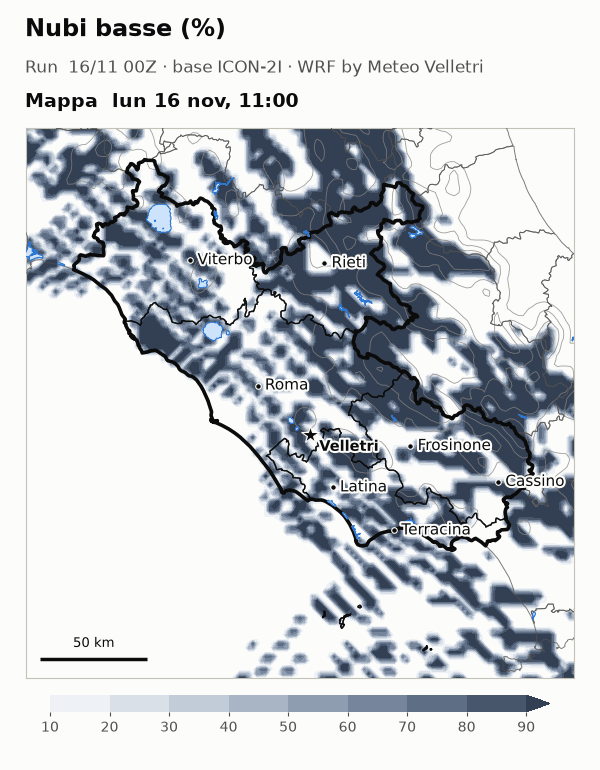 Nubi basse (%)
Run  16/11 00Z · base ICON-2I · WRF by Meteo Velletri
Mappa  lun 16 nov, 11:00
Viterbo
Rieti
Roma
Velletri
Frosinone
Cassino
Latina
Terracina
50 km
10 20 30 40 50 60 70 80 90